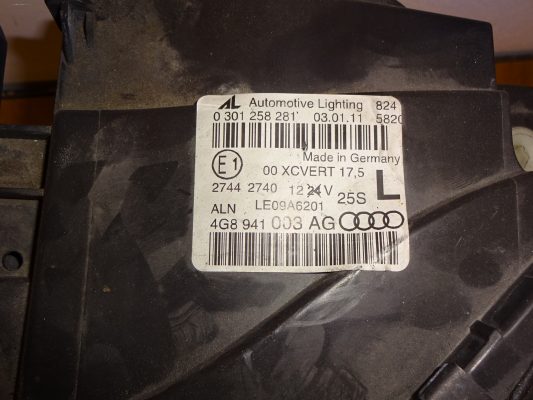 AL Automotive Lighting 824
0 301 258 281 03.01.11 5820
Made in Germany
E1 00 XCVERT 17,5
2744 2740 12 24 V 25S L
ALN LE09A6201
4G8 941 003 AG